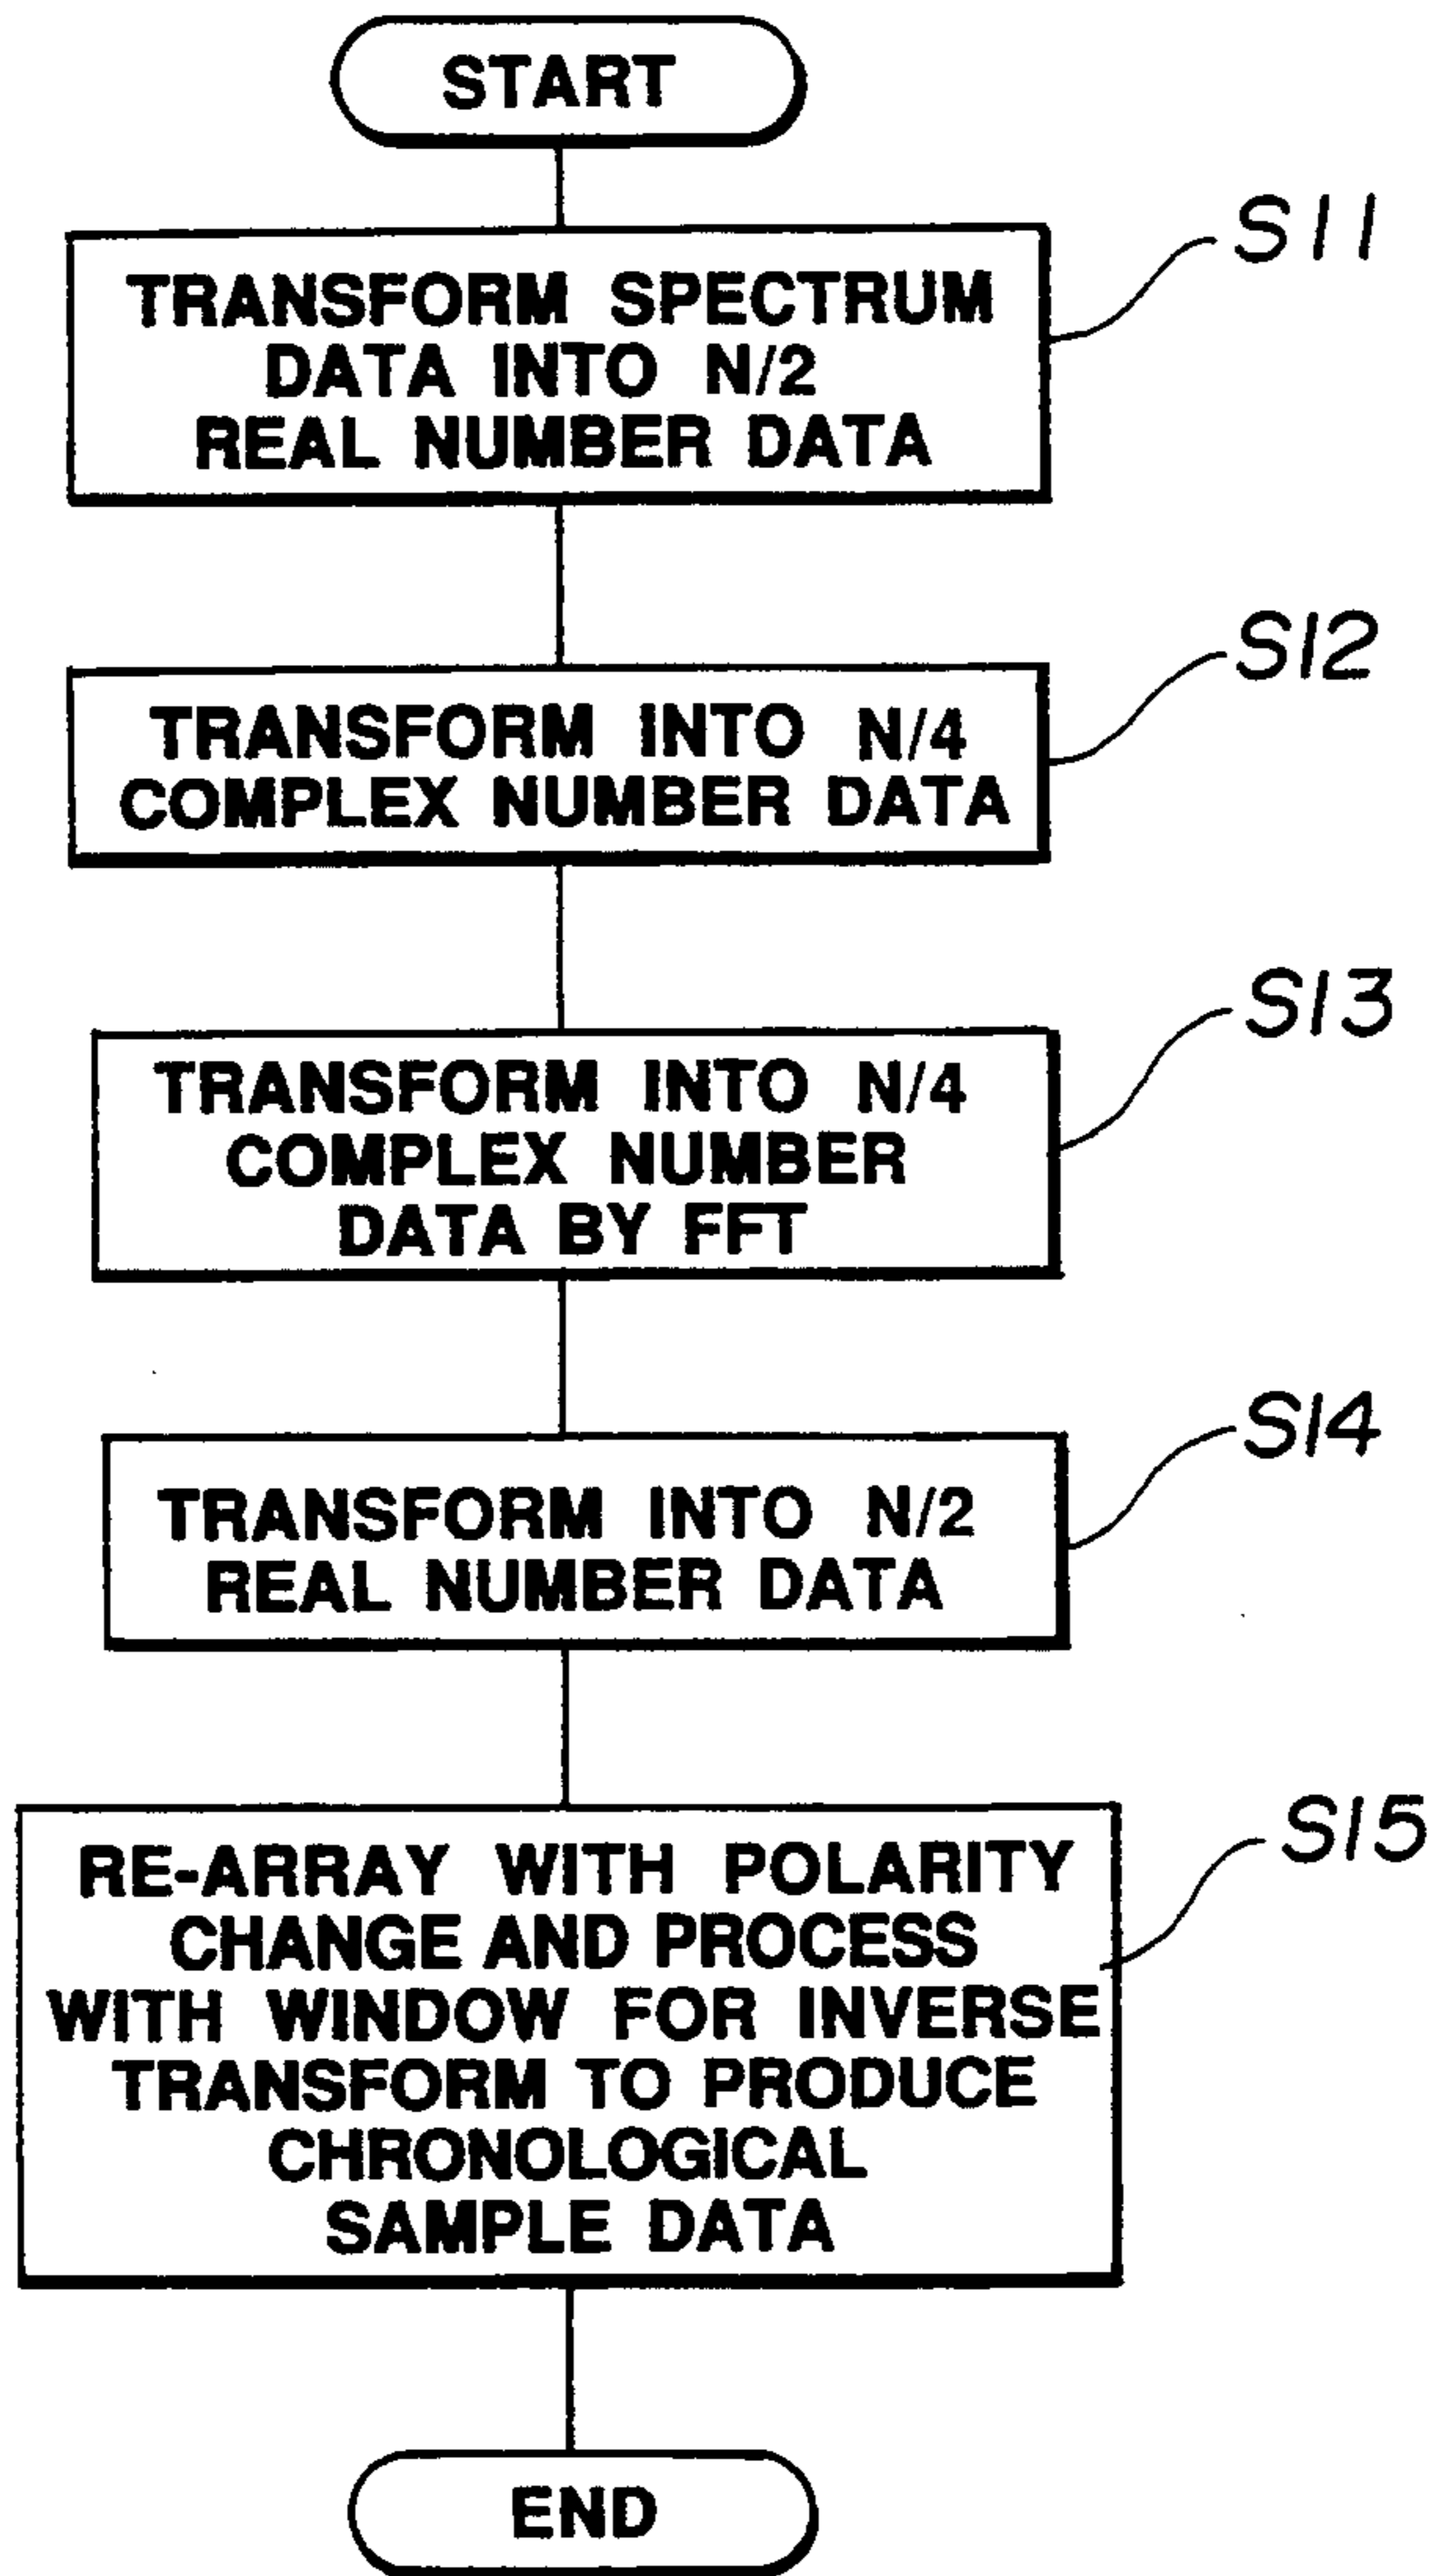 START
S11
TRANSFORM SPECTRUM
DATA INTO N/2
REAL NUMBER DATA
S12
TRANSFORM INTO N/4
COMPLEX NUMBER DATA
S13
TRANSFORM INTO N/4
COMPLEX NUMBER
DATA BY FFT
S14
TRANSFORM INTO N/2
REAL NUMBER DATA
S15
RE-ARRAY WITH POLARITY
CHANGE AND PROCESS
WITH WINDOW FOR INVERSE
TRANSFORM TO PRODUCE
CHRONOLOGICAL
SAMPLE DATA
END